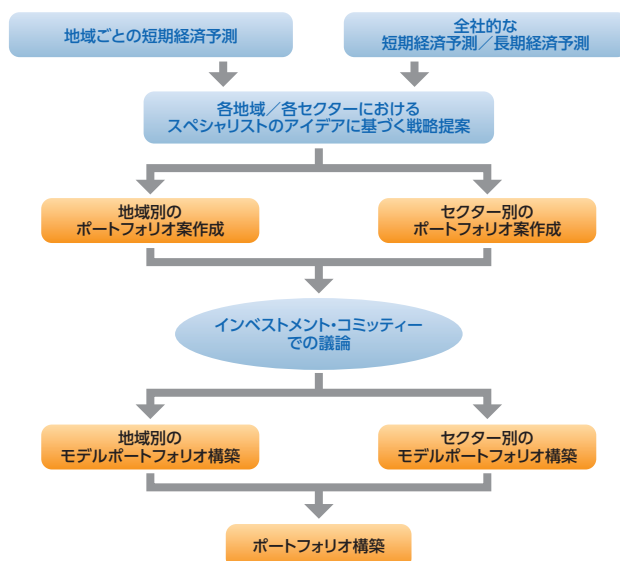 地域ごとの短期経済予測
全社的な
短期経済予測／長期経済予測
各地域／各セクターにおける
スペシャリストのアイデアに基づく戦略提案
地域別の
ポートフォリオ案作成
セクター別の
ポートフォリオ案作成
インベストメント・コミッティー
での議論
地域別の
モデルポートフォリオ構築
セクター別の
モデルポートフォリオ構築
ポートフォリオ構築